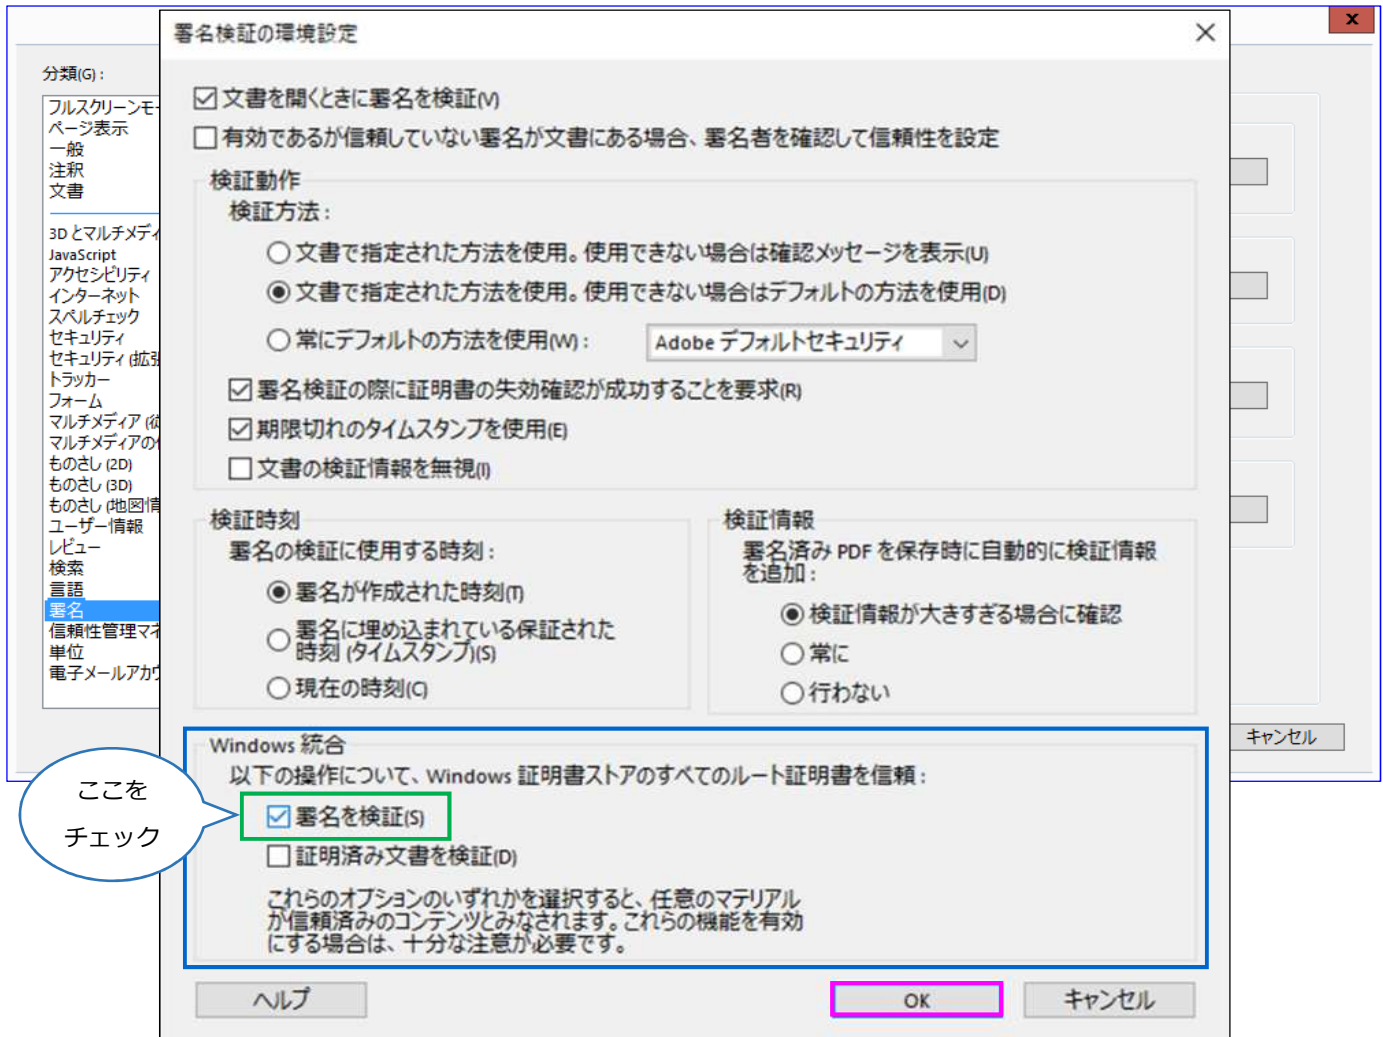 署名検証の環境設定
分類(G):
フルスクリーンモー
ページ表示
一般
注釈
文書
3D とマルチメディ
JavaScript
アクセシビリティ
インターネット
スペルチェック
セキュリティ
セキュリティ (拡張
トラッカー
フォーム
マルチメディア (従
マルチメディアの
ものさし (2D)
ものさし (3D)
ものさし (地図情
ユーザー情報
レビュー
検索
言語
署名
信頼性管理マネ
単位
電子メールアカウ
文書を開くときに署名を検証(V)
有効であるが信頼していない署名が文書にある場合、署名者を確認して信頼性を設定
検証動作
検証方法:
文書で指定された方法を使用。使用できない場合は確認メッセージを表示(U)
文書で指定された方法を使用。使用できない場合はデフォルトの方法を使用(D)
常にデフォルトの方法を使用(W): Adobe デフォルトセキュリティ
署名検証の際に証明書の失効確認が成功することを要求(R)
期限切れのタイムスタンプを使用(E)
文書の検証情報を無視(I)
検証時刻
署名の検証に使用する時刻:
署名が作成された時刻(T)
署名に埋め込まれている保証された
時刻 (タイムスタンプ)(S)
現在の時刻(C)
検証情報
署名済み PDF を保存時に自動的に検証情報
を追加:
検証情報が大きすぎる場合に確認
常に
行わない
キャンセル
Windows 統合
以下の操作について、Windows 証明書ストアのすべてのルート証明書を信頼:
ここを
チェック
署名を検証(S)
証明済み文書を検証(D)
これらのオプションのいずれかを選択すると、任意のマテリアル
が信頼済みのコンテンツとみなされます。これらの機能を有効
にする場合は、十分な注意が必要です。
ヘルプ OK キャンセル